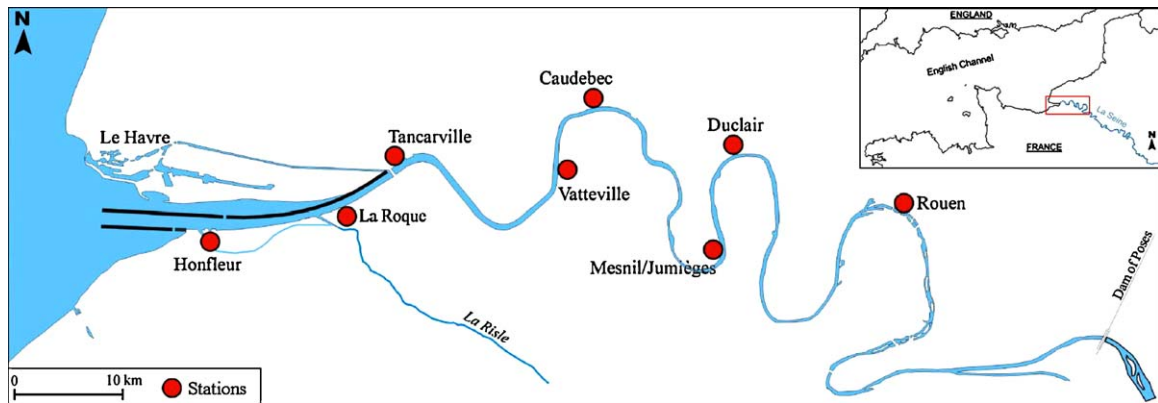 N
ENGLAND
English Channel
La Seine
N
FRANCE
Caudebec
Duclair
Le Havre
Tancarville
Vatteville
Rouen
La Roque
Mesnil/Jumièges
Honfleur
Dam of Poses
La Risle
0 10 km
Stations